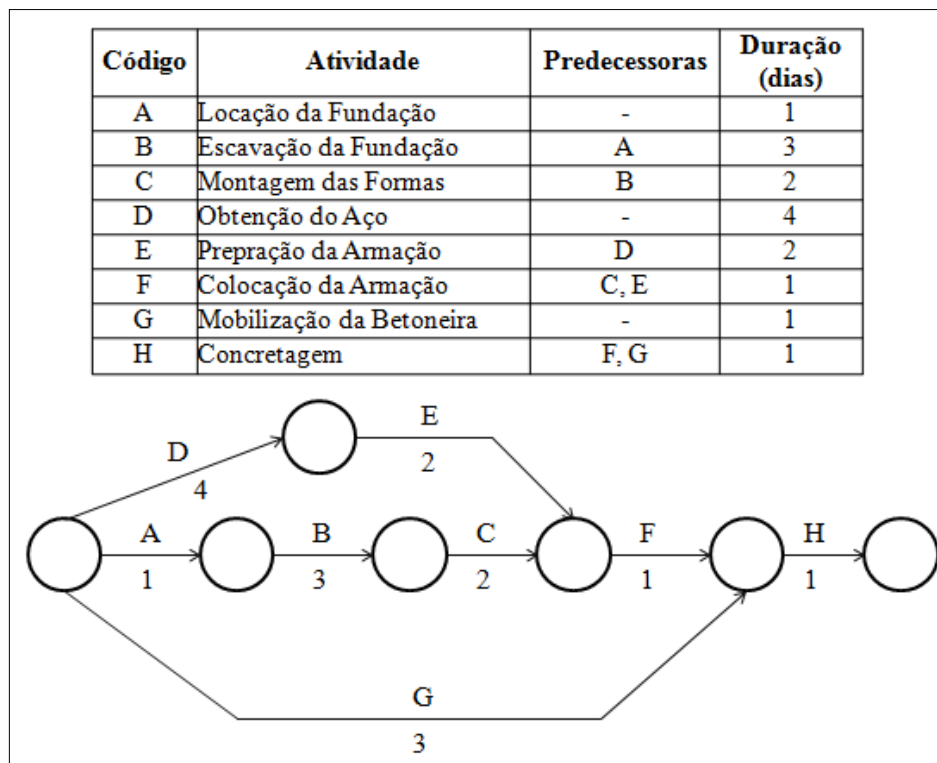 Código Atividade Predecessoras Duração (dias)
A Locação da Fundação - 1
B Escavação da Fundação A 3
C Montagem das Formas B 2
D Obtenção do Aço - 4
E Prepração da Armação D 2
F Colocação da Armação C, E 1
G Mobilização da Betoneira - 1
H Concretagem F, G 1
E
D
2
4
A B C F H
1 3 2 1 1
G
3